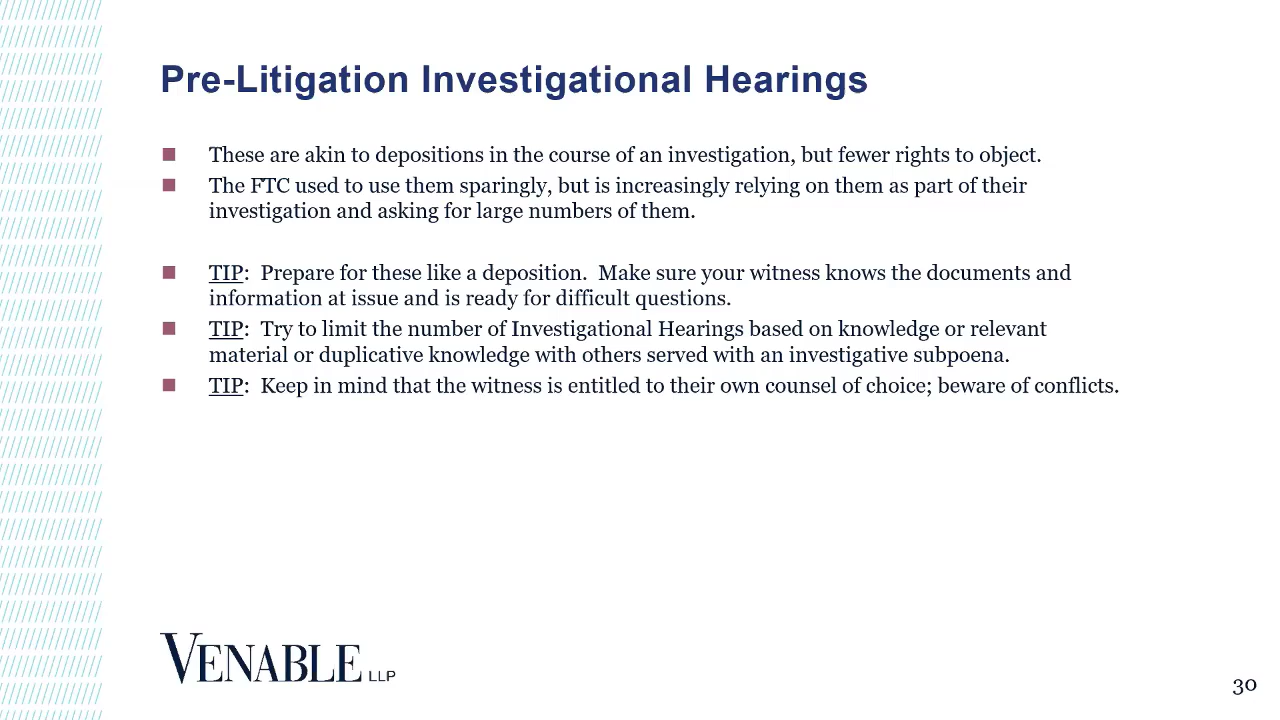 Pre-Litigation Investigational Hearings
These are akin to depositions in the course of an investigation, but fewer rights to object.
The FTC used to use them sparingly, but is increasingly relying on them as part of their
investigation and asking for large numbers of them.
TIP:  Prepare for these like a deposition.  Make sure your witness knows the documents and
information at issue and is ready for difficult questions.
TIP:  Try to limit the number of Investigational Hearings based on knowledge or relevant
material or duplicative knowledge with others served with an investigative subpoena.
TIP:  Keep in mind that the witness is entitled to their own counsel of choice; beware of conflicts.
VENABLE LLP
30